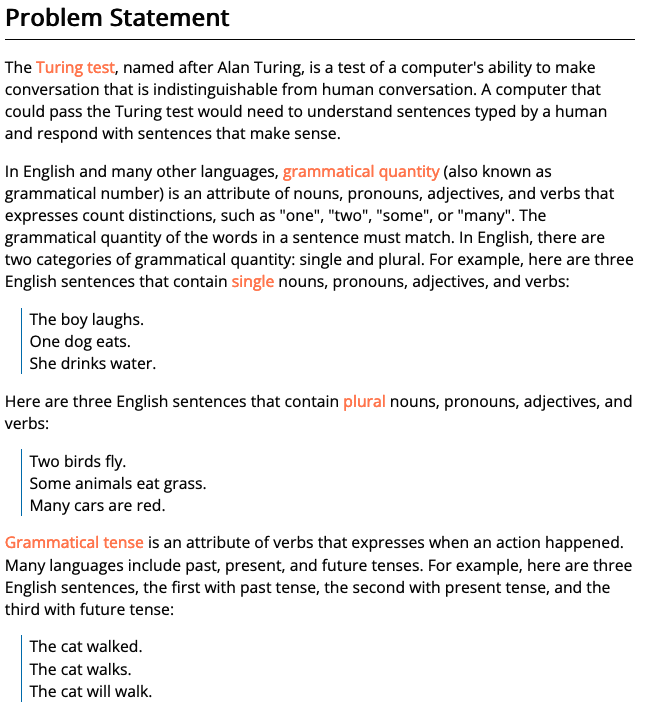 Problem Statement
The Turing test, named after Alan Turing, is a test of a computer's ability to make
conversation that is indistinguishable from human conversation. A computer that
could pass the Turing test would need to understand sentences typed by a human
and respond with sentences that make sense.
In English and many other languages, grammatical quantity (also known as
grammatical number) is an attribute of nouns, pronouns, adjectives, and verbs that
expresses count distinctions, such as "one", "two", "some", or "many". The
grammatical quantity of the words in a sentence must match. In English, there are
two categories of grammatical quantity: single and plural. For example, here are three
English sentences that contain single nouns, pronouns, adjectives, and verbs:
The boy laughs.
One dog eats.
She drinks water.
Here are three English sentences that contain plural nouns, pronouns, adjectives, and
verbs:
Two birds fly.
Some animals eat grass.
Many cars are red.
Grammatical tense is an attribute of verbs that expresses when an action happened.
Many languages include past, present, and future tenses. For example, here are three
English sentences, the first with past tense, the second with present tense, and the
third with future tense:
The cat walked.
The cat walks.
The cat will walk.